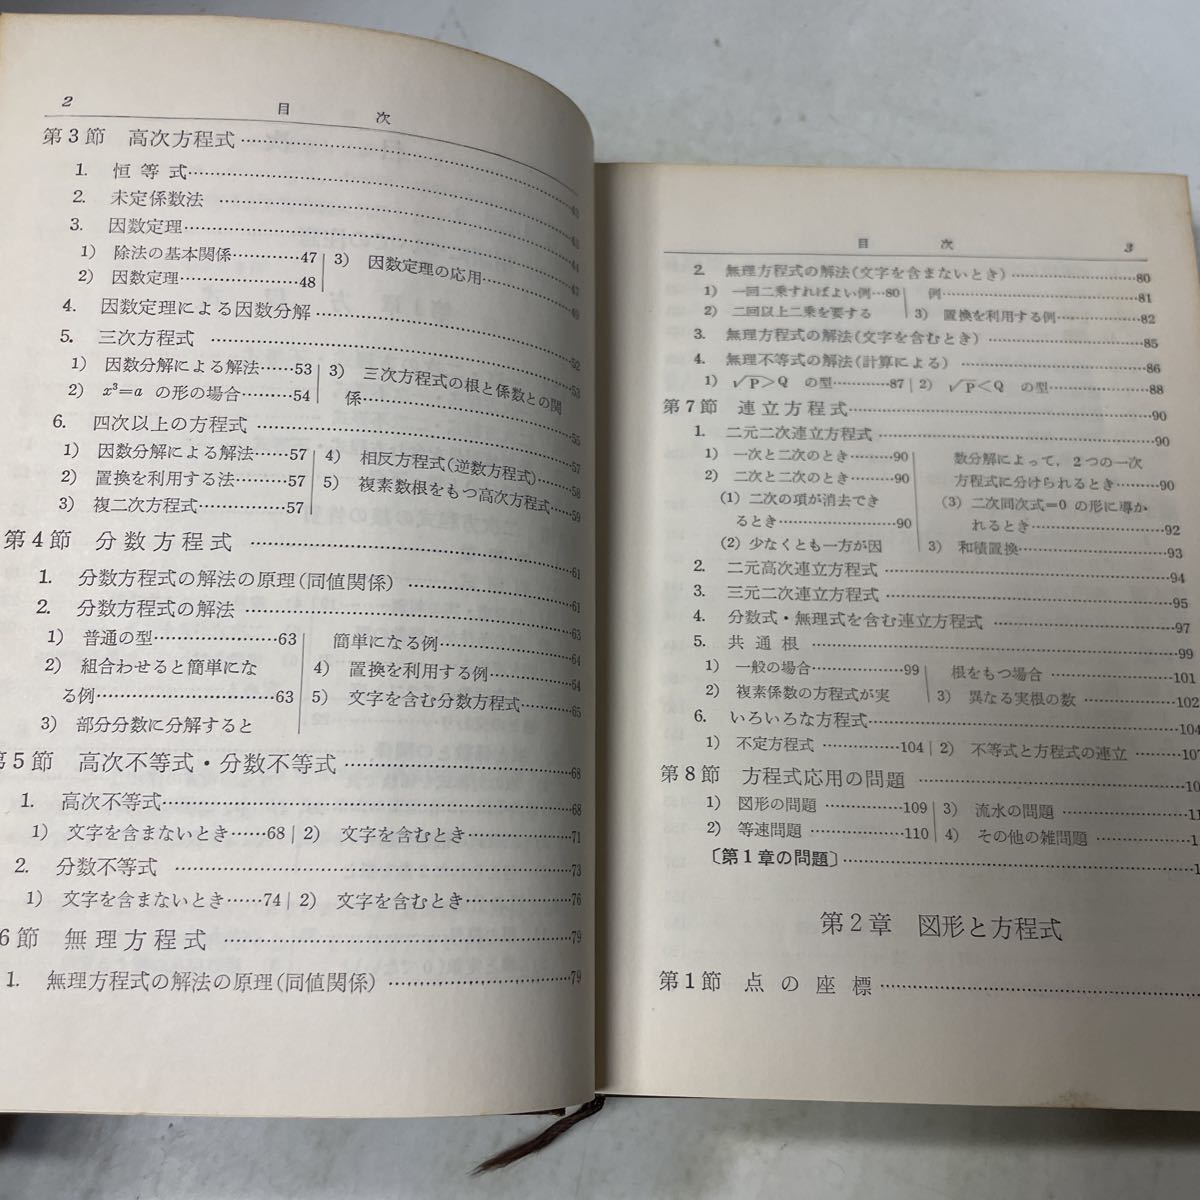 2
目　次
第3節　高次方程式
1.　恒等式
2.　未定係数法
3.　因数定理
1)　除法の基本関係…………47
2)　因数定理………………48
3)　因数定理の応用……
4.　因数定理による因数分解
5.　三次方程式
1)　因数分解による解法……53
2)　x³=a　の形の場合………54
3)　三次方程式の根と係数との関
係………
6.　四次以上の方程式
1)　因数分解による解法……57
2)　置換を利用する法………57
3)　複二次方程式……………57
4)　相反方程式(逆数方程式)……58
5)　複素数根をもつ高次方程式……59
第4節　分数方程式……61
1.　分数方程式の解法の原理(同値関係)……61
2.　分数方程式の解法……63
1)　普通の型…………………63
2)　組合わせると簡単にな
る例…………………………63
3)　部分分数に分解すると
簡単になる例……64
4)　置換を利用する例……64
5)　文字を含む分数方程式……65
第5節　高次不等式・分数不等式……68
1.　高次不等式……68
1)　文字を含まないとき……68
2)　文字を含むとき……71
2.　分数不等式……73
1)　文字を含まないとき……74
2)　文字を含むとき……76
6節　無理方程式……79
1.　無理方程式の解法の原理(同値関係)……79
目　次
3
2.　無理方程式の解法(文字を含まないとき)……80
1)　一回二乗すればよい例…80
2)　二回以上二乗を要する
例……81
3)　置換を利用する例……82
3.　無理方程式の解法(文字を含むとき)……85
4.　無理不等式の解法(計算による)……86
1)　√P>Q　の型………87
2)　√P<Q　の型……88
第7節　連立方程式……90
1.　二元二次連立方程式……90
1)　一次と二次のとき………90
2)　二次と二次のとき………90
(1)　二次の項が消去でき
るとき…………………90
(2)　少なくとも一方が因
数分解によって，2つの一次
方程式に分けられるとき……90
(3)　二次同次式=0 の形に導か
れるとき……92
3)　和積置換……93
2.　二元高次連立方程式……94
3.　三元二次連立方程式……95
4.　分数式・無理式を含む連立方程式……97
5.　共通根……99
1)　一般の場合……………99
2)　複素係数の方程式が実
根をもつ場合……101
3)　異なる実根の数……102
6.　いろいろな方程式……104
1)　不定方程式…………104
2)　不等式と方程式の連立……107
第8節　方程式応用の問題
1)　図形の問題……………109
2)　等速問題………………110
3)　流水の問題
4)　その他の雑問題
〔第1章の問題〕
第2章　図形と方程式
第1節　点の座標